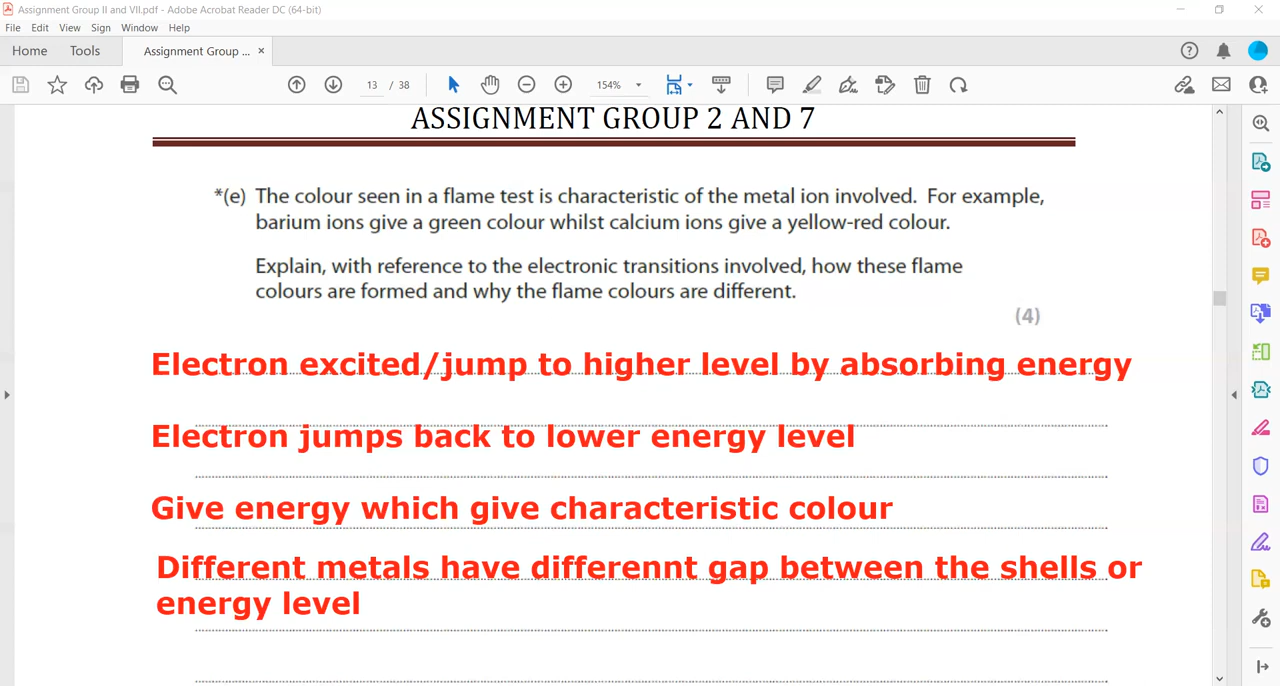 Assignment Group II and VII.pdf - Adobe Acrobat Reader DC (64-bit)
File Edit View Sign Window Help
Home Tools Assignment Group ... ×
13 / 38 154%
ASSIGNMENT GROUP 2 AND 7
*(e) The colour seen in a flame test is characteristic of the metal ion involved. For example,
barium ions give a green colour whilst calcium ions give a yellow-red colour.
Explain, with reference to the electronic transitions involved, how these flame
colours are formed and why the flame colours are different.
(4)
Electron excited/jump to higher level by absorbing energy
Electron jumps back to lower energy level
Give energy which give characteristic colour
Different metals have differennt gap between the shells or
energy level